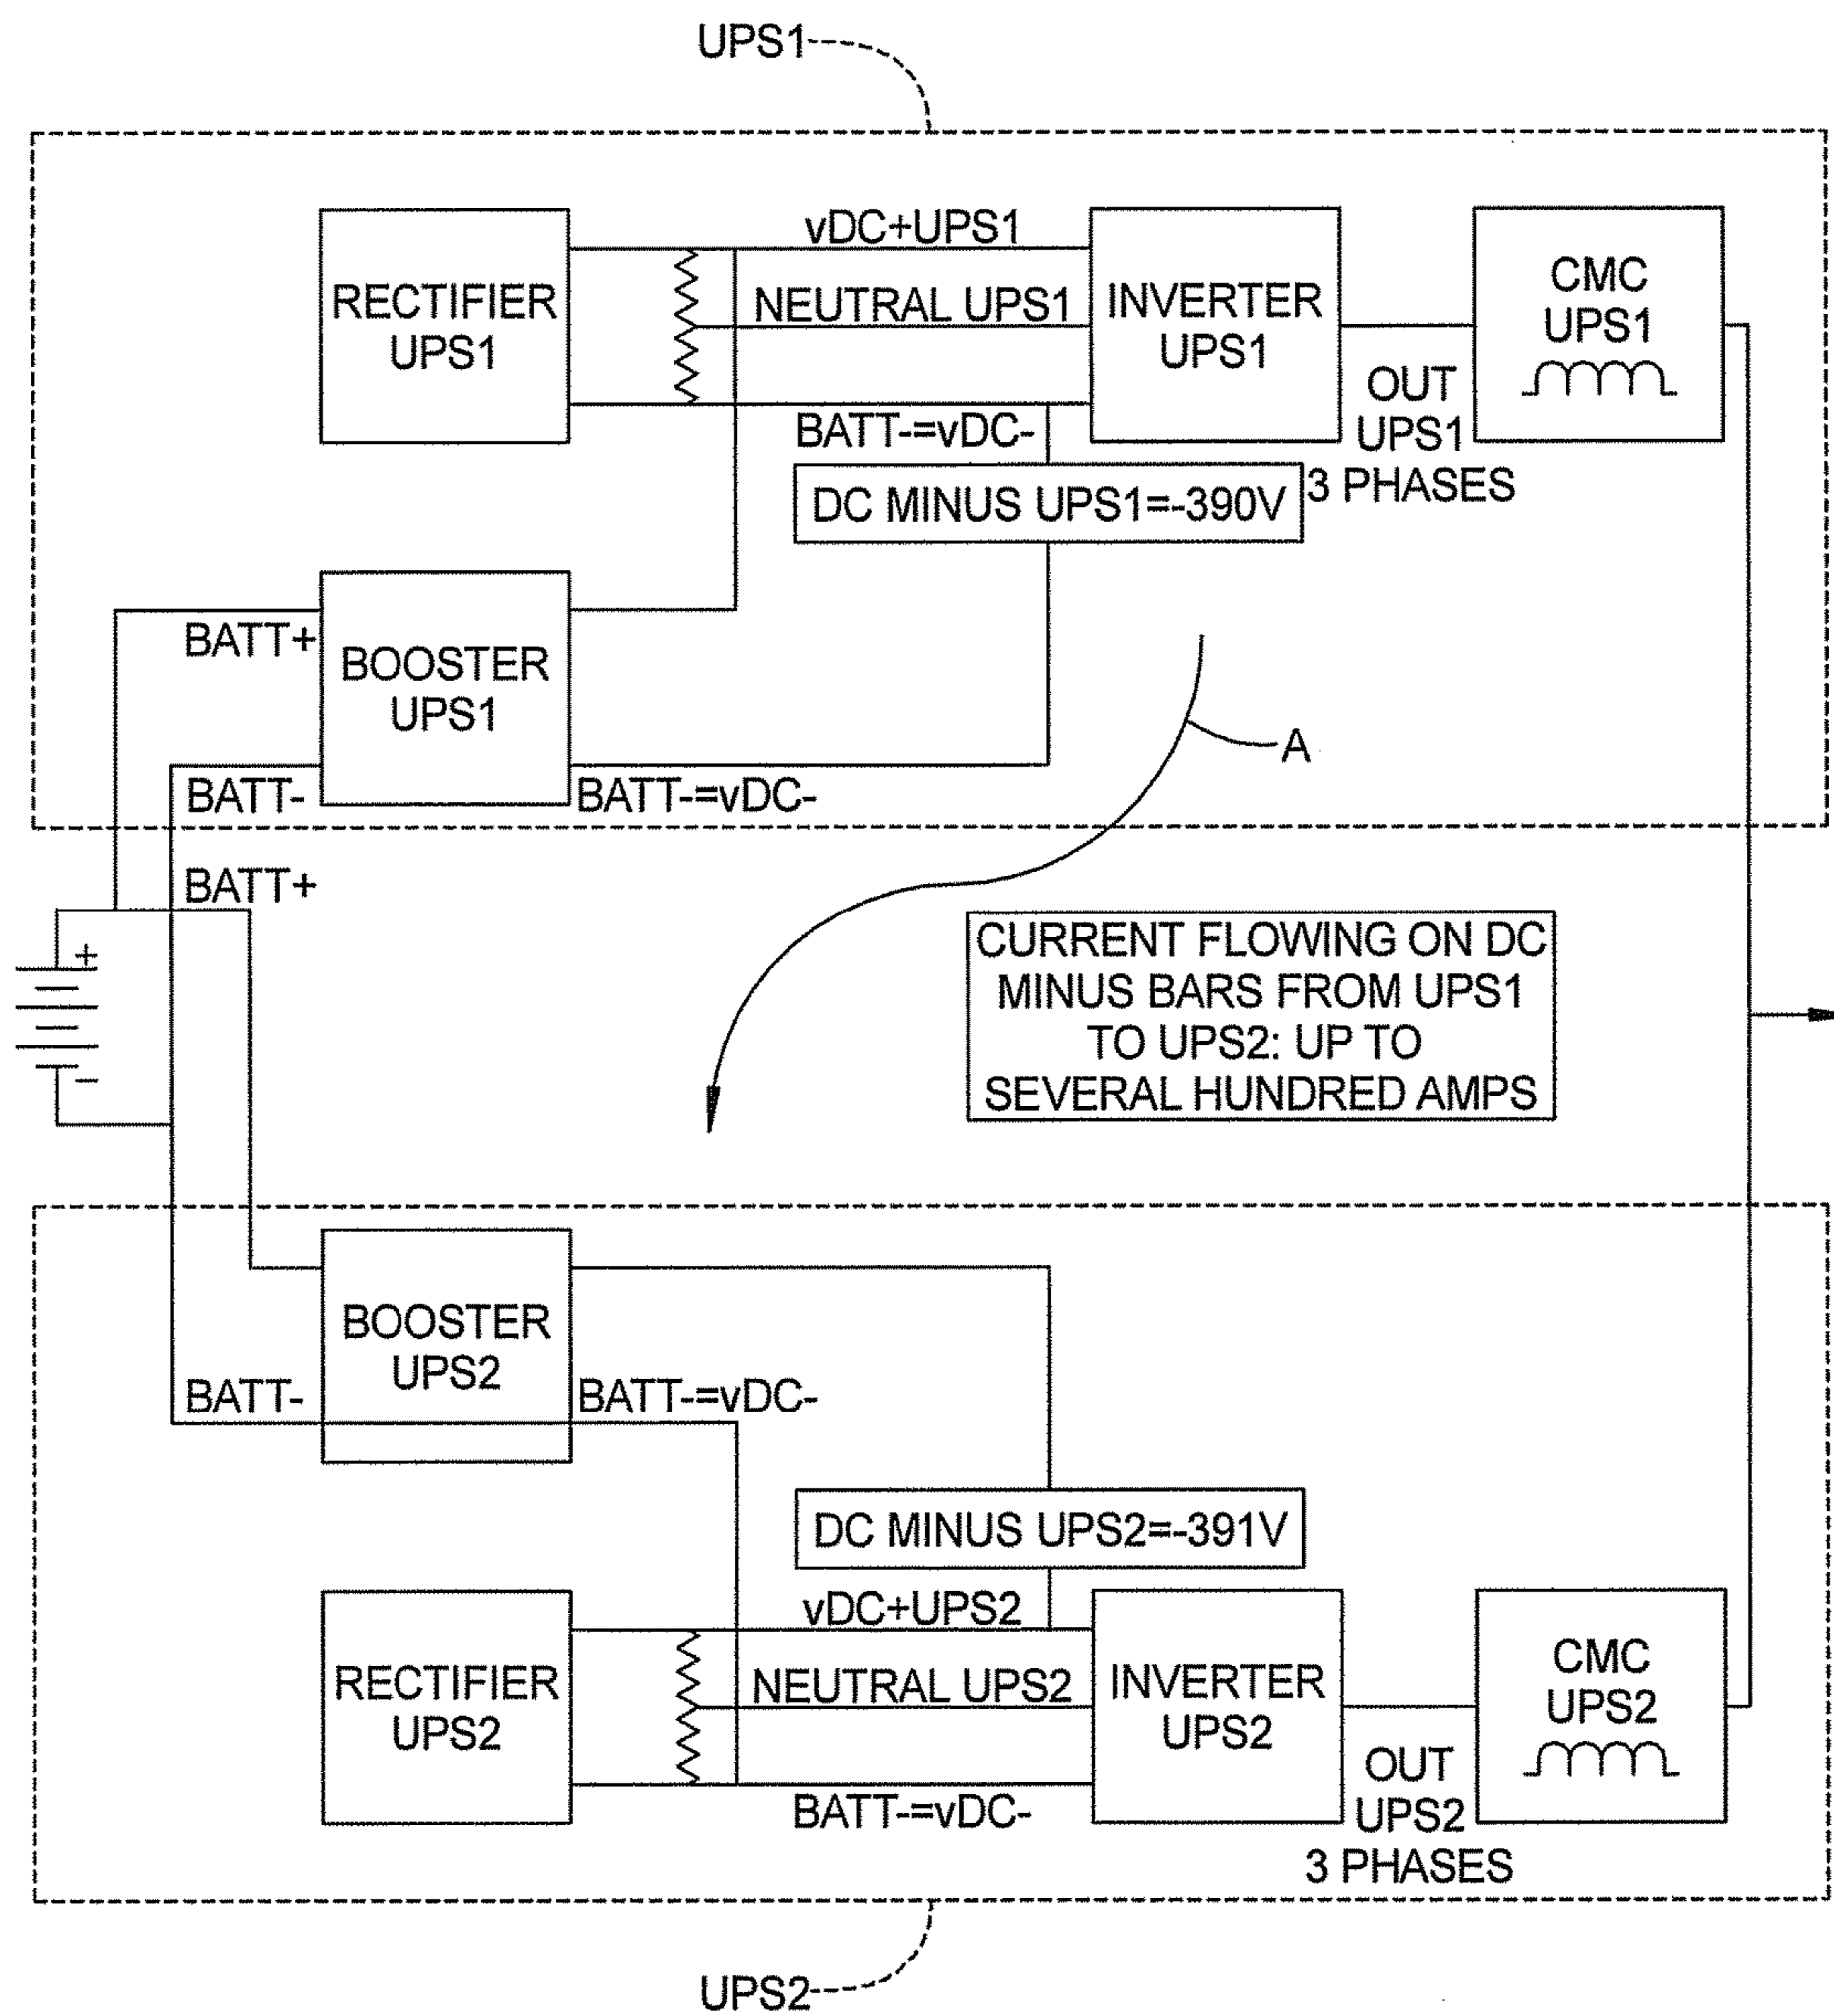 UPS1
vDC+UPS1
RECTIFIER
UPS1
NEUTRAL UPS1
INVERTER
UPS1
CMC
UPS1
OUT
UPS1
3 PHASES
BATT-=vDC-
DC MINUS UPS1=-390V
BATT+
BOOSTER
UPS1
A
BATT-
BATT-=vDC-
BATT+
+
CURRENT FLOWING ON DC
MINUS BARS FROM UPS1
TO UPS2: UP TO
SEVERAL HUNDRED AMPS
-
BOOSTER
UPS2
BATT-
BATT-=vDC-
DC MINUS UPS2=-391V
vDC+UPS2
RECTIFIER
UPS2
NEUTRAL UPS2
INVERTER
UPS2
CMC
UPS2
OUT
UPS2
3 PHASES
BATT-=vDC-
UPS2